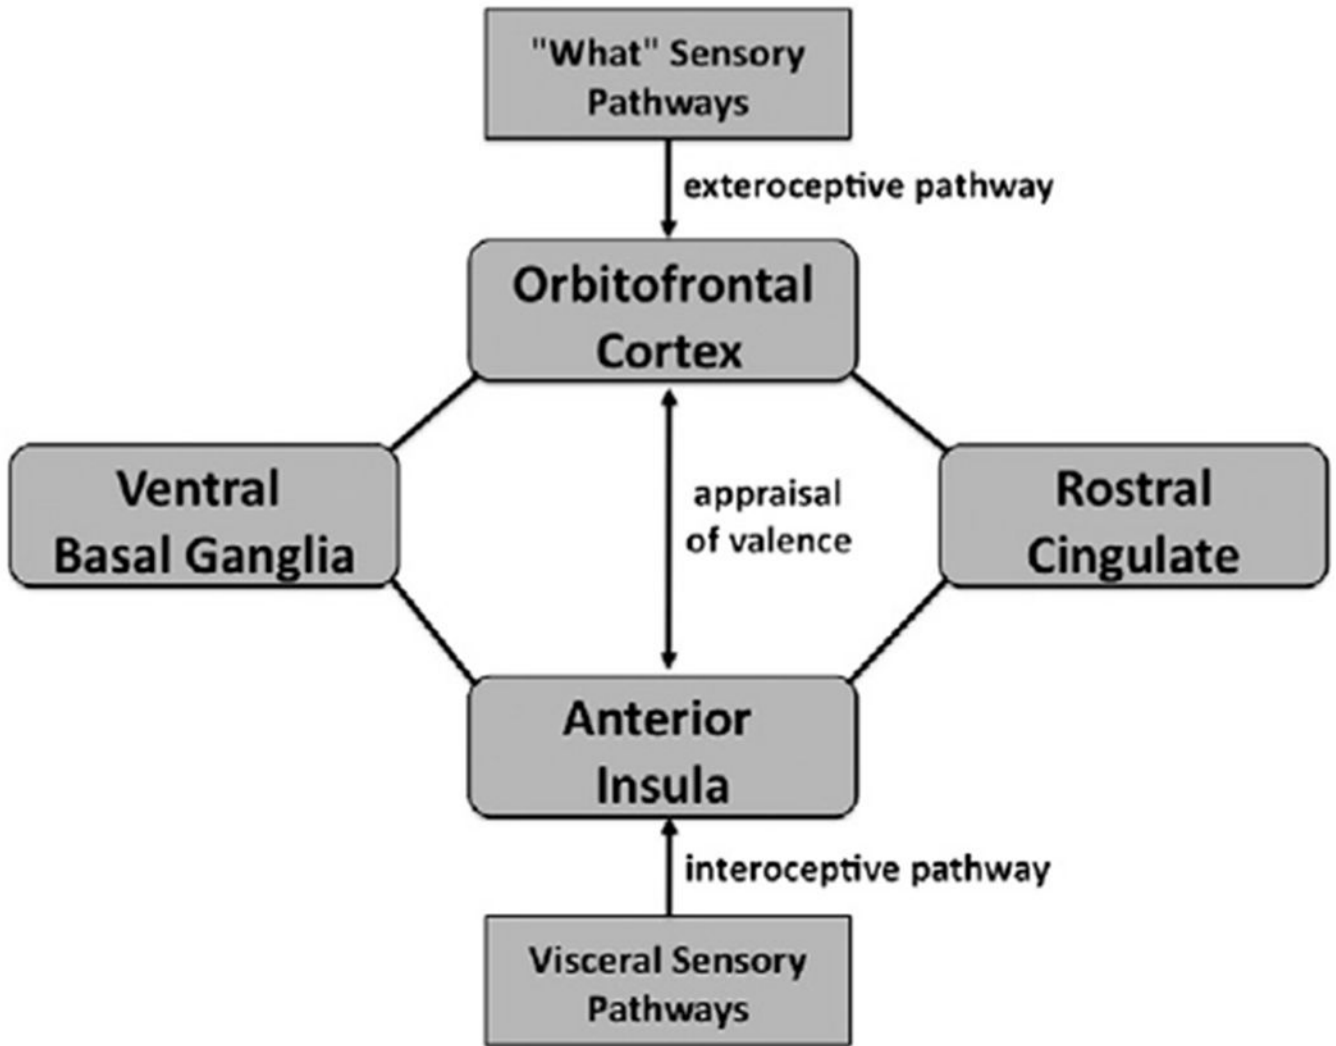 "What" Sensory
Pathways
exteroceptive pathway
Orbitofrontal
Cortex
Ventral
Basal Ganglia
appraisal
of valence
Rostral
Cingulate
Anterior
Insula
interoceptive pathway
Visceral Sensory
Pathways